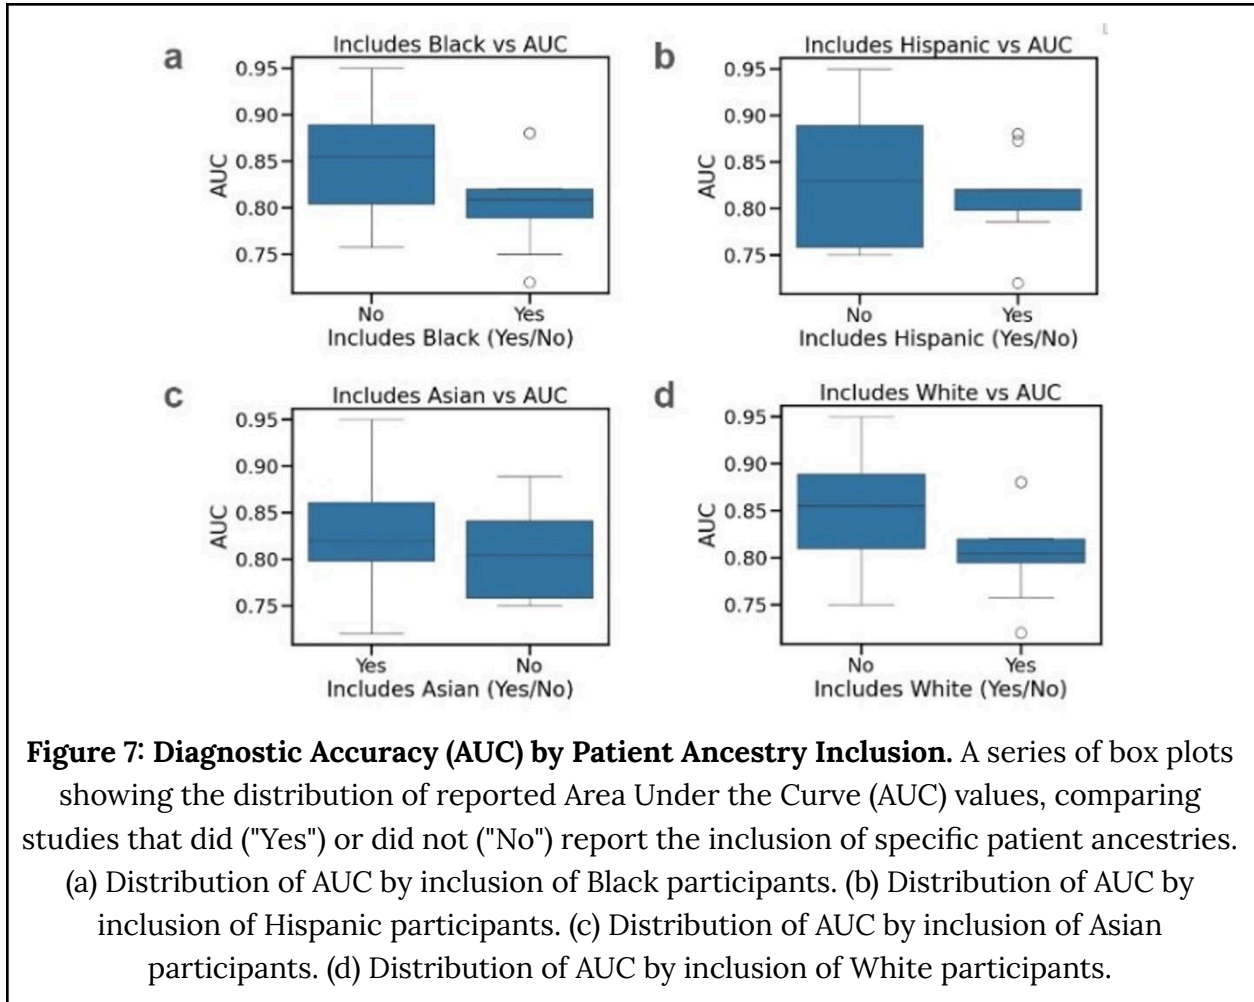 a
Includes Black vs AUC
0.95
0.90
0.85
0.80
0.75
AUC
No Yes
Includes Black (Yes/No)
b
Includes Hispanic vs AUC
0.95
0.90
0.85
0.80
0.75
AUC
No Yes
Includes Hispanic (Yes/No)
c
Includes Asian vs AUC
0.95
0.90
0.85
0.80
0.75
AUC
Yes No
Includes Asian (Yes/No)
d
Includes White vs AUC
0.95
0.90
0.85
0.80
0.75
AUC
No Yes
Includes White (Yes/No)
Figure 7: Diagnostic Accuracy (AUC) by Patient Ancestry Inclusion. A series of box plots
showing the distribution of reported Area Under the Curve (AUC) values, comparing
studies that did ("Yes") or did not ("No") report the inclusion of specific patient ancestries.
(a) Distribution of AUC by inclusion of Black participants. (b) Distribution of AUC by
inclusion of Hispanic participants. (c) Distribution of AUC by inclusion of Asian
participants. (d) Distribution of AUC by inclusion of White participants.